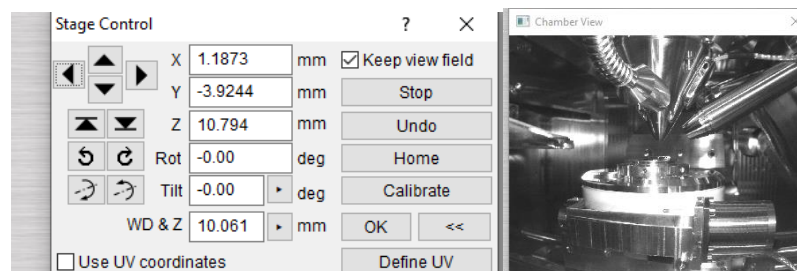 Stage Control ? X
X 1.1873 mm Keep view field
Y -3.9244 mm Stop
Z 10.794 mm Undo
Rot -0.00 deg Home
Tilt -0.00 deg Calibrate
WD & Z 10.061 mm OK <<
Use UV coordinates Define UV
Chamber View